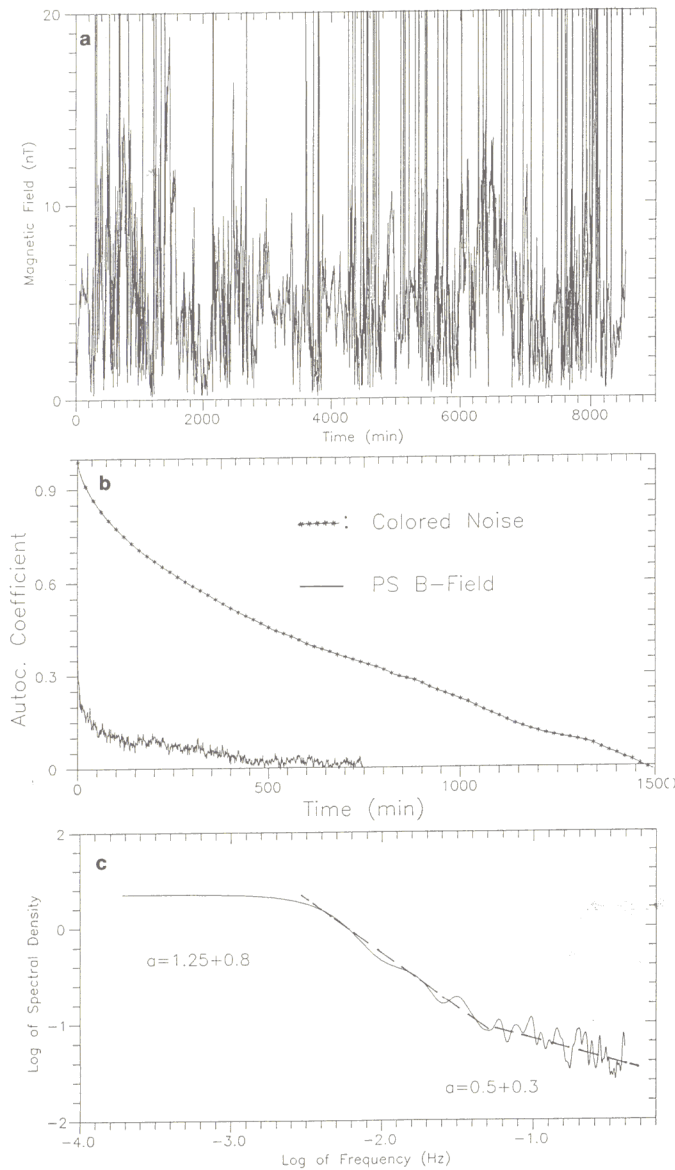 a
20
10
0
Magnetic Field (nT)
0
2000
4000
6000
8000
Time (min)
b
0.9
0.6
0.3
0
Autoc. Coefficient
: Colored Noise
PS B-Field
0
500
1000
1500
Time (min)
c
2
0
-1
-2
Log of Spectral Density
a=1.25+0.8
a=0.5+0.3
-4.0
-3.0
-2.0
-1.0
Log of Frequency (Hz)